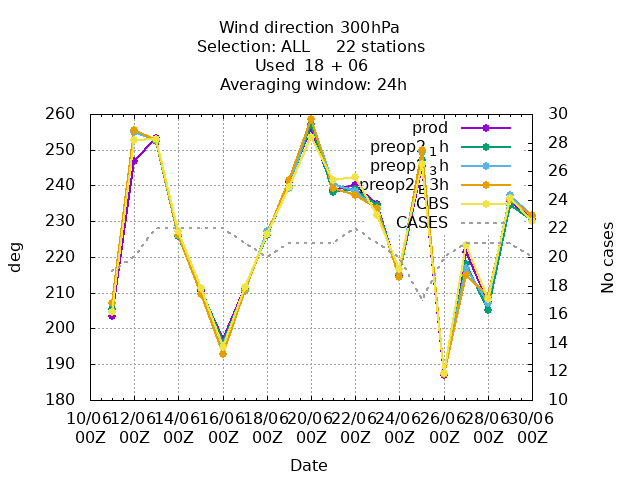 Wind direction 300hPa
Selection: ALL 22 stations
Used 18 + 06
Averaging window: 24h
260
250
240
230
220
210
200
190
180
30
28
26
24
22
20
18
16
14
12
10
deg
No cases
prod
CBS
CASES
10/06 12/06 14/06 16/06 18/06 20/06 22/06 24/06 26/06 28/06 30/06
00Z 00Z 00Z 00Z 00Z 00Z 00Z 00Z 00Z 00Z 00Z
Date